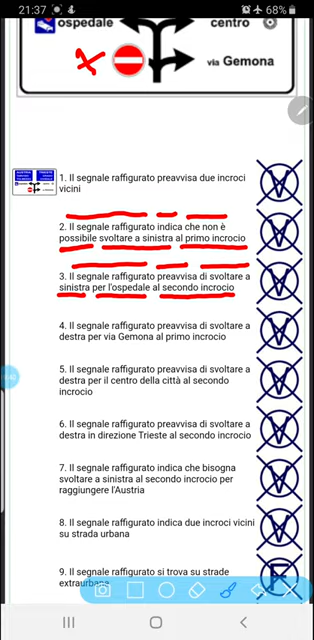 21:37
68%
ospedale
centro
via Gemona
1. Il segnale raffigurato preavvisa due incroci
vicini
V
2. Il segnale raffigurato indica che non è
possibile svoltare a sinistra al primo incrocio
V
3. Il segnale raffigurato preavvisa di svoltare a
sinistra per l'ospedale al secondo incrocio
V
4. Il segnale raffigurato preavvisa di svoltare a
destra per via Gemona al primo incrocio
V
5. Il segnale raffigurato preavvisa di svoltare a
destra per il centro della città al secondo
incrocio
V
6. Il segnale raffigurato preavvisa di svoltare a
destra in direzione Trieste al secondo incrocio
V
7. Il segnale raffigurato indica che bisogna
svoltare a sinistra al secondo incrocio per
raggiungere l'Austria
V
8. Il segnale raffigurato indica due incroci vicini
su strada urbana
V
9. Il segnale raffigurato si trova su strade
extraurbane
F